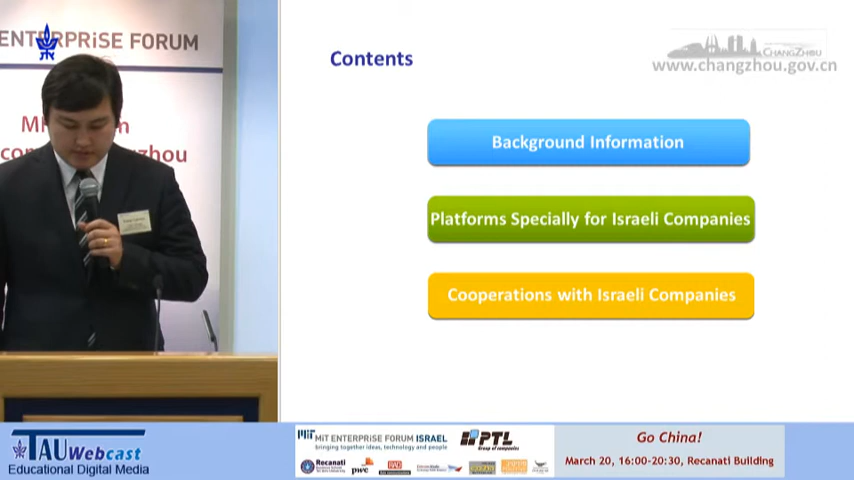 ENTERPRISE FORUM
Contents
CHANGZHOU
www.changzhou.gov.cn
Background Information
Platforms Specially for Israeli Companies
Cooperations with Israeli Companies
TAU Webcast
Educational Digital Media
MIT ENTERPRISE FORUM ISRAEL
bringing together ideas, technology and people
PTL
Group of companies
Recanati
pwc
Go China!
March 20, 16:00-20:30, Recanati Building